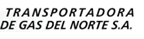 TRANSPORTADORA
DE GAS DEL NORTE S.A.